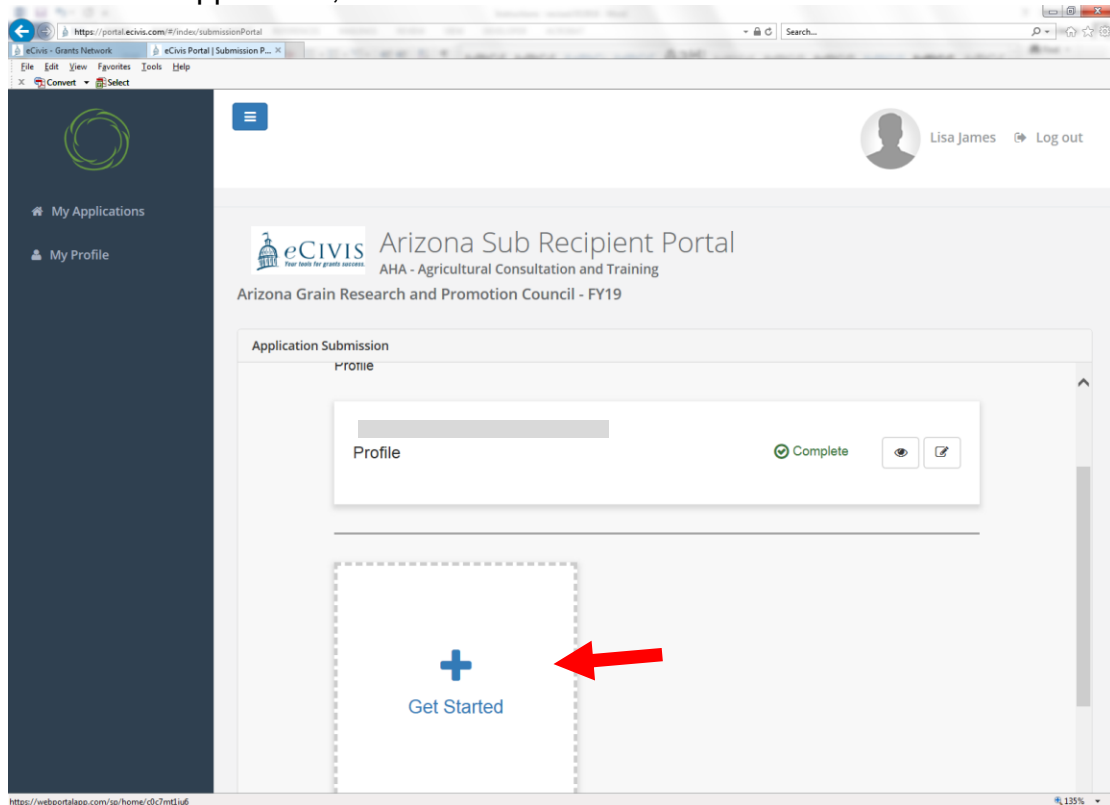 https://portal.ecivis.com/#/index/submissionPortal
Search...
eCivis - Grants Network
eCivis Portal | Submission P...
File Edit View Favorites Tools Help
x Convert Select
Lisa James Log out
My Applications
My Profile
eCIVIS
Your tools for grants success.
Arizona Sub Recipient Portal
AHA - Agricultural Consultation and Training
Arizona Grain Research and Promotion Council - FY19
Application Submission
Profile
Profile
Complete
Get Started
https://webportalapp.com/sp/home/c0c7mt1iu6
135%